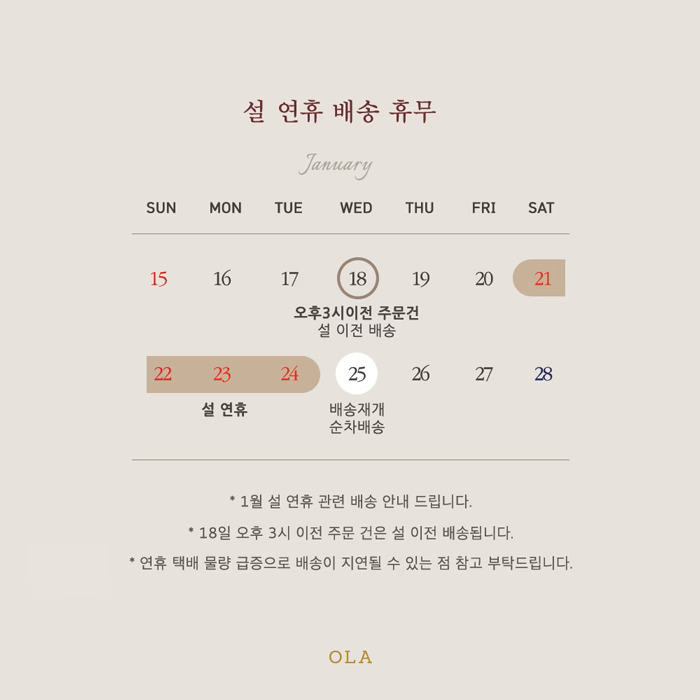 설 연휴 배송 휴무
January
SUN MON TUE WED THU FRI SAT
15 16 17 18 19 20 21
오후3시이전 주문건
설 이전 배송
22 23 24 25 26 27 28
설 연휴 배송재개
순차배송
* 1월 설 연휴 관련 배송 안내 드립니다.
* 18일 오후 3시 이전 주문 건은 설 이전 배송됩니다.
* 연휴 택배 물량 급증으로 배송이 지연될 수 있는 점 참고 부탁드립니다.
OLA